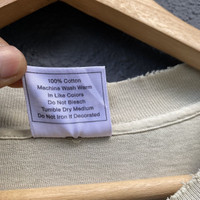 100% Cotton
Machine Wash Warm
In Like Colors
Do Not Bleach
Tumble Dry Medium
Do Not Iron If Decorated